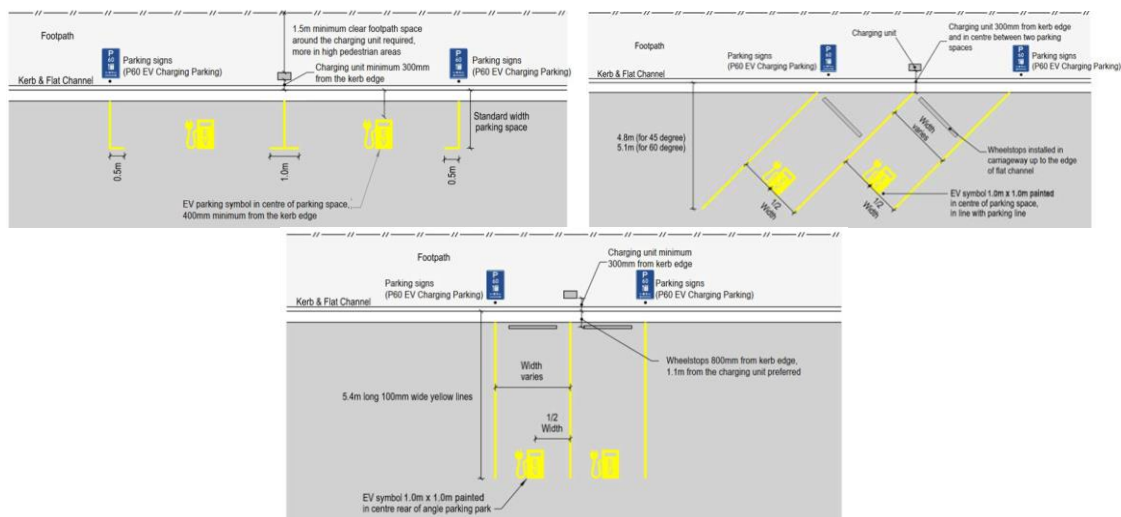 1.5m minimum clear footpath space
around the charging unit required,
more in high pedestrian areas
Footpath
P
60
Parking signs
(P60 EV Charging Parking)
Charging unit minimum 300mm
from the kerb edge
P
60
Parking signs
(P60 EV Charging Parking)
Kerb & Flat Channel
Standard width
parking space
0.5m
1.0m
0.5m
EV parking symbol in centre of parking space,
400mm minimum from the kerb edge
Footpath
Charging unit
Charging unit 300mm from kerb edge
and in centre between two parking
spaces
Parking signs
(P60 EV Charging Parking)
P
60
Parking signs
(P60 EV Charging Parking)
P
60
Kerb & Flat Channel
4.8m (for 45 degree)
5.1m (for 60 degree)
Width
varies
Wheelstops installed in
carriageway up to the edge
of flat channel
1/2
Width
1/2
Width
EV symbol 1.0m x 1.0m painted
in centre of parking space,
in line with parking line
Footpath
Charging unit minimum
300mm from kerb edge
P
60
Parking signs
(P60 EV Charging Parking)
P
60
Parking signs
(P60 EV Charging Parking)
Kerb & Flat Channel
Wheelstops 800mm from kerb edge,
1.1m from the charging unit preferred
Width
varies
5.4m long 100mm wide yellow lines
1/2
Width
EV symbol 1.0m x 1.0m painted
in centre rear of angle parking park